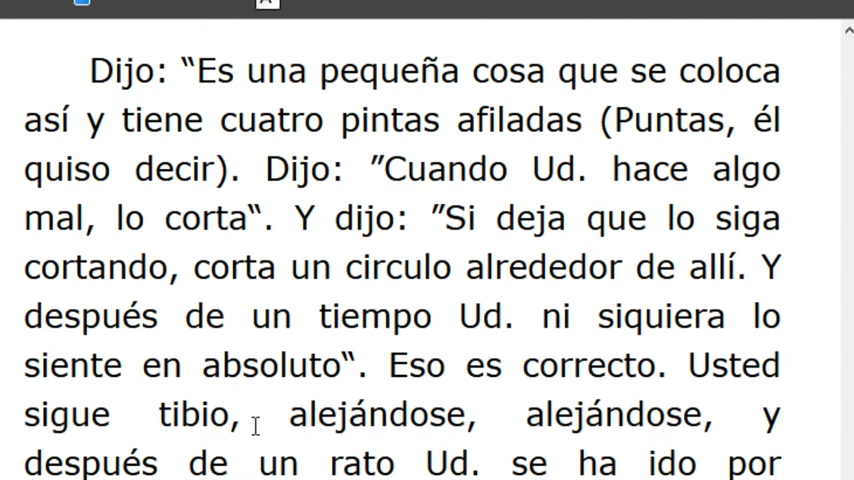 Dijo: “Es una pequeña cosa que se coloca
así y tiene cuatro pintas afiladas (Puntas, él
quiso decir). Dijo: ”Cuando Ud. hace algo
mal, lo corta“. Y dijo: ”Si deja que lo siga
cortando, corta un circulo alrededor de allí. Y
después de un tiempo Ud. ni siquiera lo
siente en absoluto“. Eso es correcto. Usted
sigue tibio, alejándose, alejándose, y
después de un rato Ud. se ha ido por